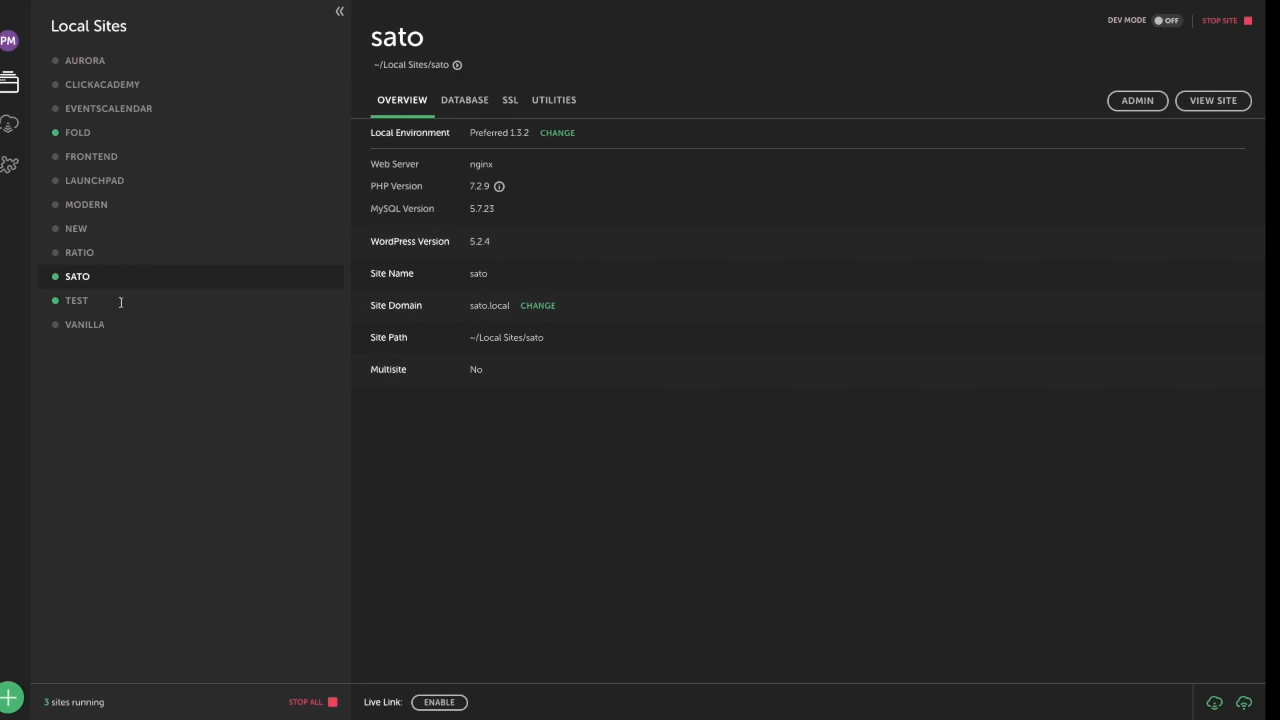 PM
Local Sites
AURORA
CLICKACADEMY
EVENTSCALENDAR
FOLD
FRONTEND
LAUNCHPAD
MODERN
NEW
RATIO
SATO
TEST
VANILLA
3 sites running
STOP ALL
sato
~/Local Sites/sato
DEV MODE OFF
STOP SITE
OVERVIEW DATABASE SSL UTILITIES
ADMIN VIEW SITE
Local Environment Preferred 1.3.2 CHANGE
Web Server nginx
PHP Version 7.2.9
MySQL Version 5.7.23
WordPress Version 5.2.4
Site Name sato
Site Domain sato.local CHANGE
Site Path ~/Local Sites/sato
Multisite No
Live Link: ENABLE